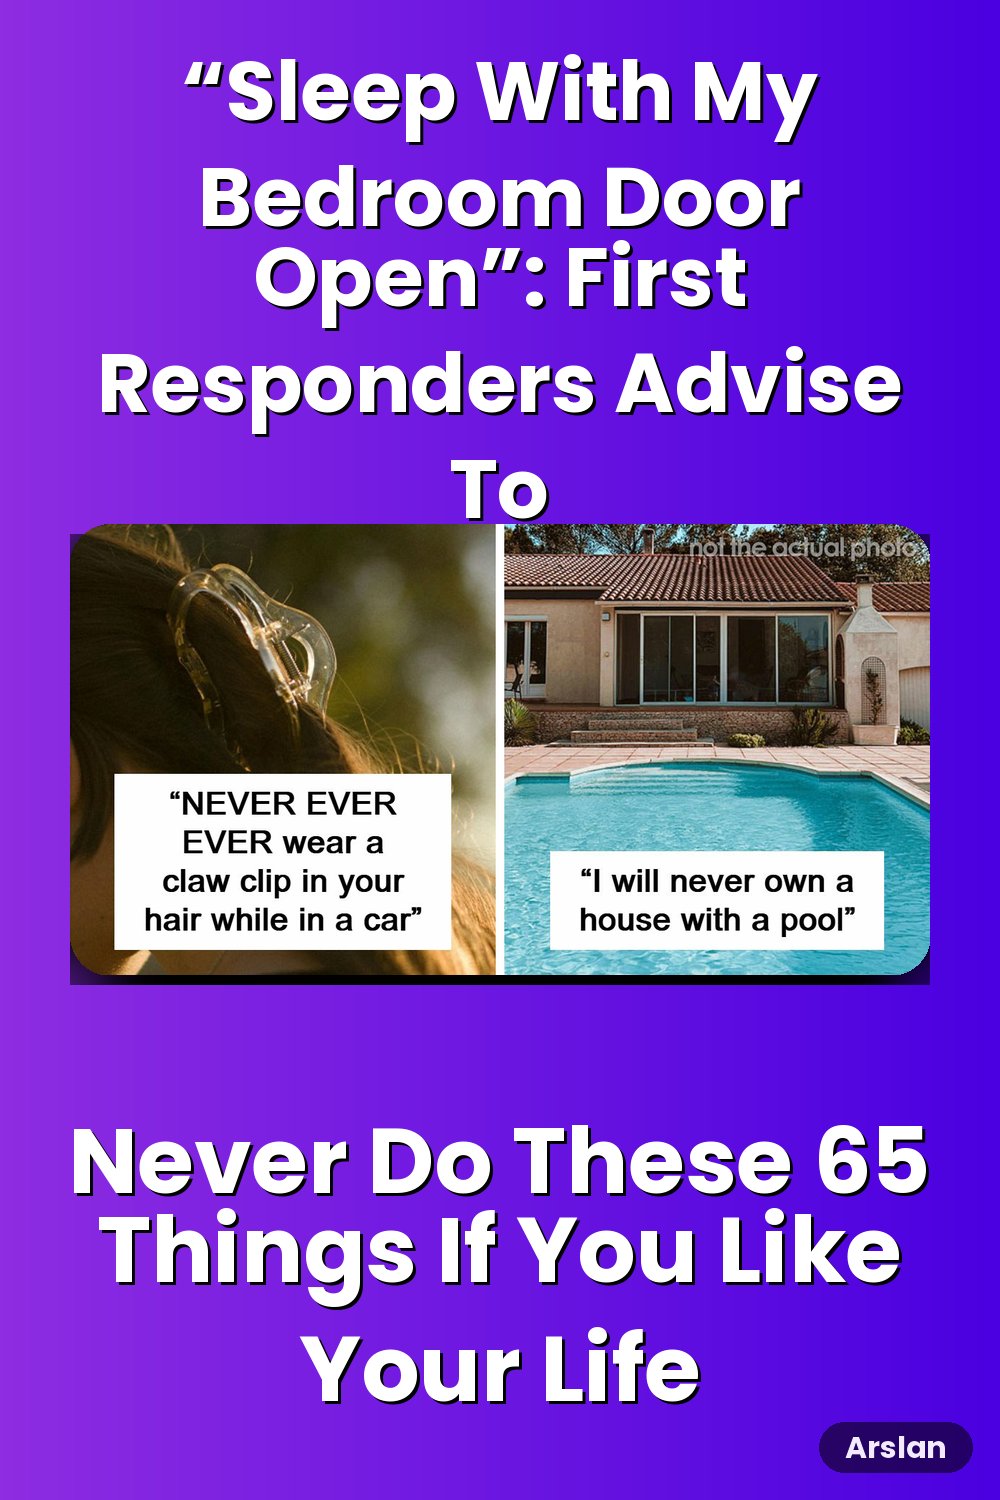 “Sleep With My
Bedroom Door
Open”: First
Responders Advise
To
not the actual photo
“NEVER EVER
EVER wear a
claw clip in your
hair while in a car”
“I will never own a
house with a pool”
Never Do These 65
Things If You Like
Your Life
Arslan